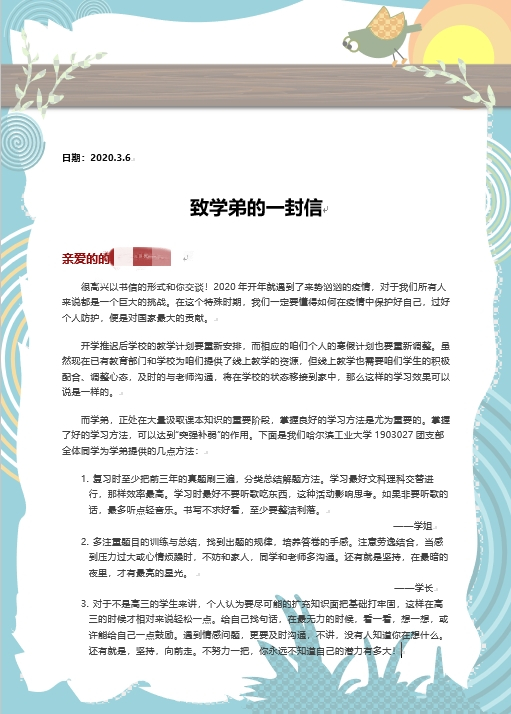 日期：2020.3.6
致学弟的一封信
亲爱的的
很高兴以书信的形式和你交谈！2020年开年就遇到了来势汹汹的疫情，对于我们所有人
来说都是一个巨大的挑战。在这个特殊时期，我们一定要懂得如何在疫情中保护好自己，过好
个人防护，便是对国家最大的贡献。
开学推迟后学校的教学计划要重新安排，而相应的咱们个人的寒假计划也要重新调整。虽
然现在已有教育部门和学校为咱们提供了线上教学的资源，但线上教学也需要咱们学生的积极
配合、调整心态，及时的与老师沟通，将在学校的状态移接到家中，那么这样的学习效果可以
说是一样的。
而学弟，正处在大量汲取课本知识的重要阶段，掌握良好的学习方法是尤为重要的。掌握
了好的学习方法，可以达到“突强补弱”的作用。下面是我们哈尔滨工业大学1903027团支部
全体同学为学弟提供的几点方法：
1. 复习时至少把前三年的真题刷三遍，分类总结解题方法。学习最好文科理科交替进
行，那样效率最高。学习时最好不要听歌吃东西，这种活动影响思考。如果非要听歌的
话，最多听点轻音乐。书写不求好看，至少要整洁利落。
——学姐
2. 多注重题目的训练与总结，找到出题的规律，培养答卷的手感。注意劳逸结合，当感
到压力过大或心情烦躁时，不妨和家人，同学和老师多沟通。还有就是坚持，在最暗的
夜里，才有最亮的星光。
——学长
3. 对于不是高三的学生来讲，个人认为要尽可能的扩充知识面把基础打牢固，这样在高
三的时候才相对来说轻松一点。给自己找句话，在最无力的时候，看一看，想一想，或
许能给自己一点鼓励。遇到情感问题，更要及时沟通，不讲，没有人知道你在想什么。
还有就是，坚持，向前走。不努力一把，你永远不知道自己的潜力有多大！